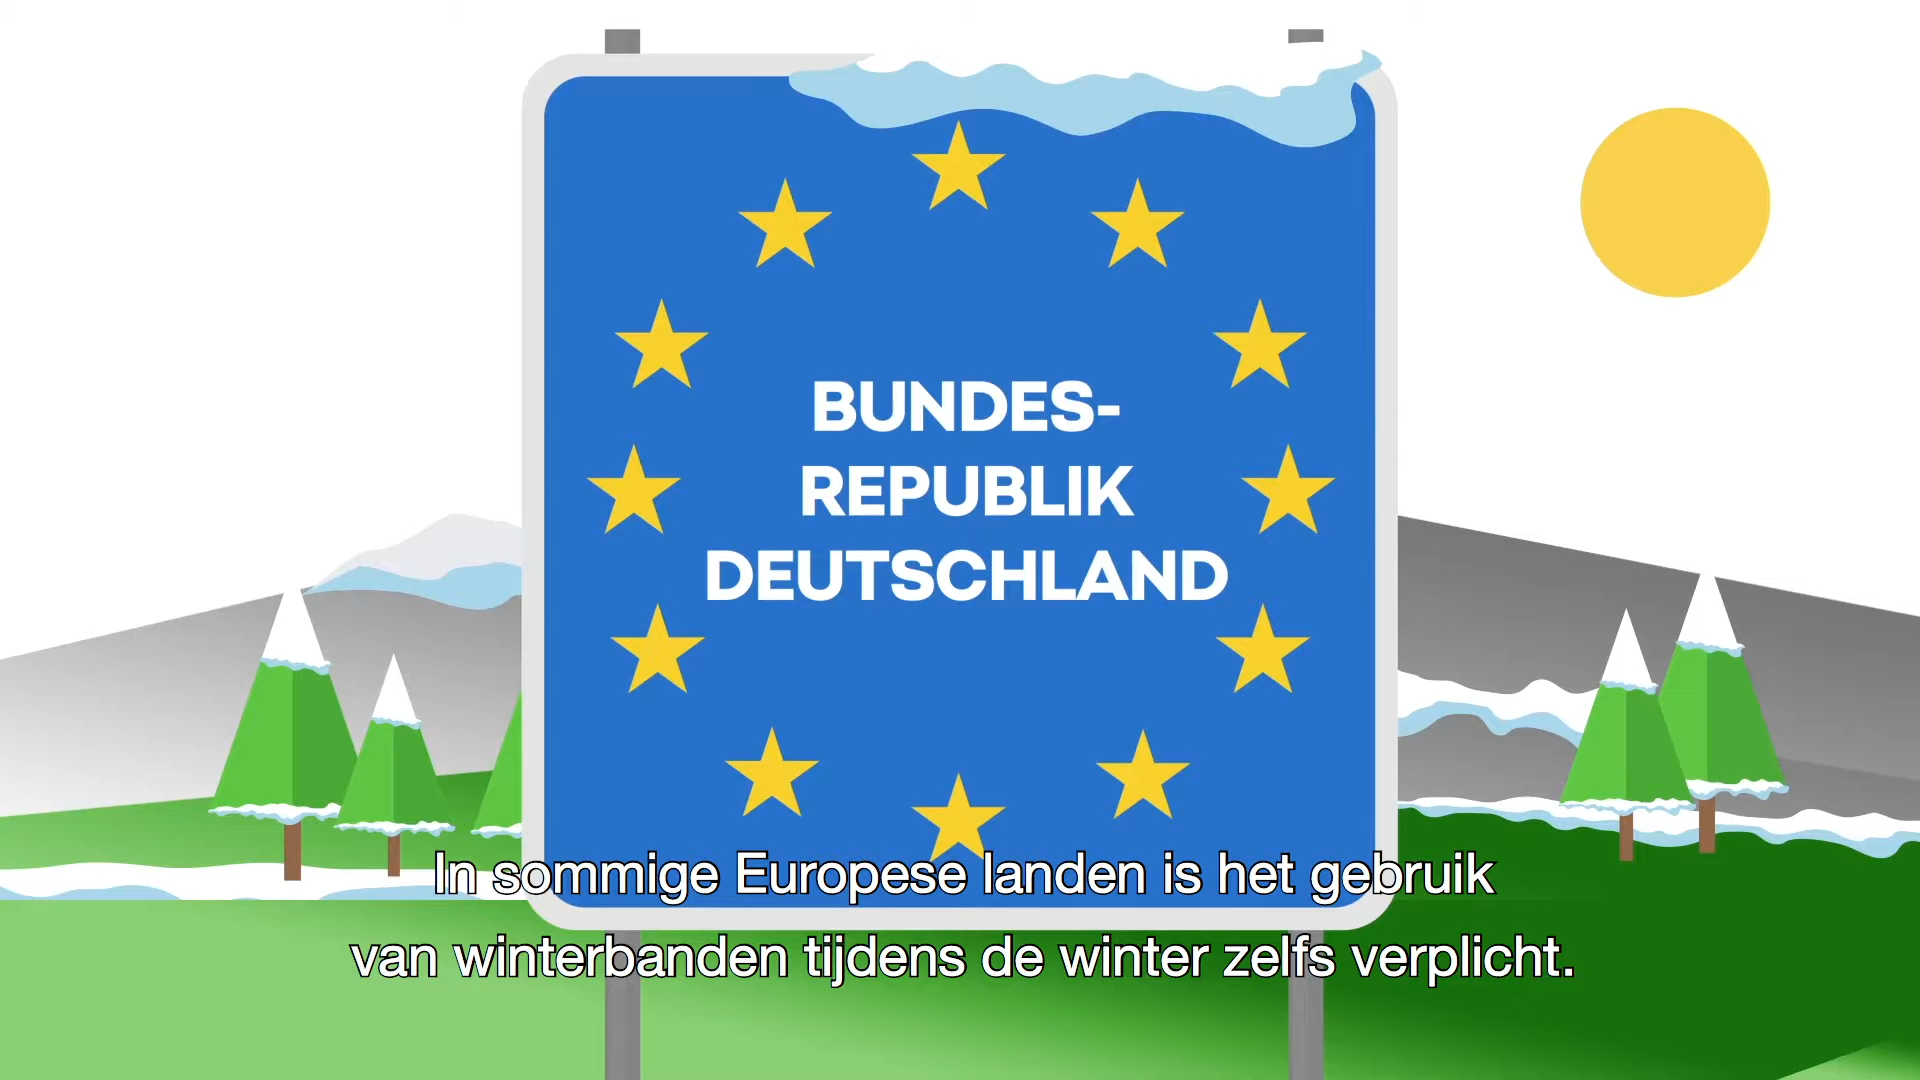 BUNDES-
REPUBLIK
DEUTSCHLAND
In sommige Europese landen is het gebruik
van winterbanden tijdens de winter zelfs verplicht.